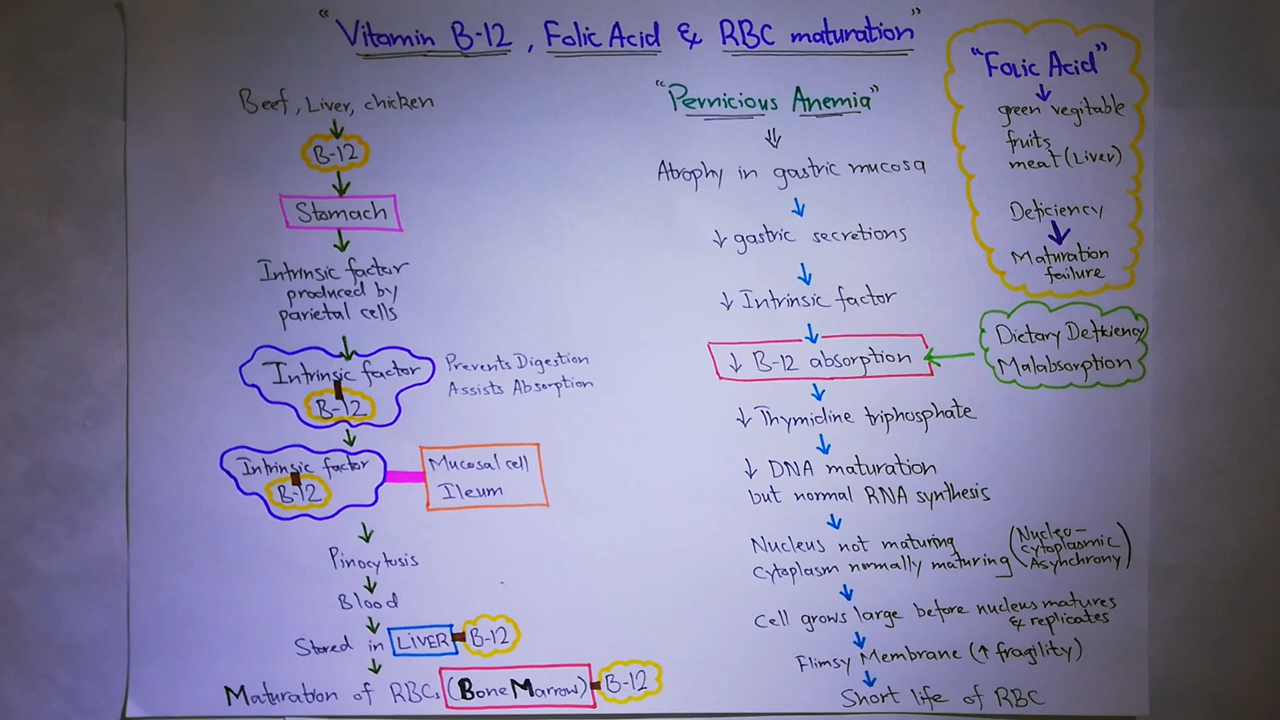 "Vitamin B-12, Folic Acid & RBC maturation"
Beef, Liver, chicken
B-12
Stomach
Intrinsic factor
produced by
parietal cells
Intrinsic factor
B-12
Prevents Digestion
Assists Absorption
Intrinsic factor
B-12
Mucosal cell
Ileum
Pinocytosis
Blood
Stored in LIVER B-12
Maturation of RBCs (Bone Marrow) B-12
"Pernicious Anemia"
⇓
Atrophy in gastric mucosa
↓ gastric secretions
↓ Intrinsic factor
↓ B-12 absorption
↓ Thymidine triphosphate
↓ DNA maturation
but normal RNA synthesis
Nucleus not maturing
cytoplasm normally maturing
(Nucleo-
cytoplasmic
Asynchrony)
Cell grows large before nucleus matures
& replicates
Flimsy Membrane (↑ fragility)
Short life of RBC
"Folic Acid"
green vegitable
fruits
meat (Liver)
Deficiency
Maturation
failure
Dietary Deficiency
Malabsorption